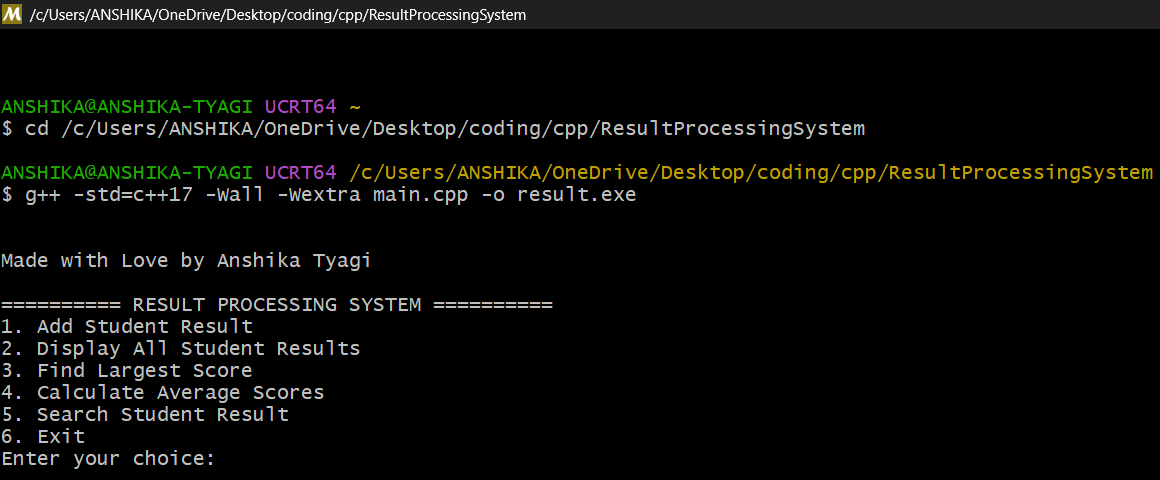 M /c/Users/ANSHIKA/OneDrive/Desktop/coding/cpp/ResultProcessingSystem
ANSHIKA@ANSHIKA-TYAGI UCRT64 ~
$ cd /c/Users/ANSHIKA/OneDrive/Desktop/coding/cpp/ResultProcessingSystem
ANSHIKA@ANSHIKA-TYAGI UCRT64 /c/Users/ANSHIKA/OneDrive/Desktop/coding/cpp/ResultProcessingSystem
$ g++ -std=c++17 -Wall -Wextra main.cpp -o result.exe
Made with Love by Anshika Tyagi
========== RESULT PROCESSING SYSTEM ==========
1. Add Student Result
2. Display All Student Results
3. Find Largest Score
4. Calculate Average Scores
5. Search Student Result
6. Exit
Enter your choice: